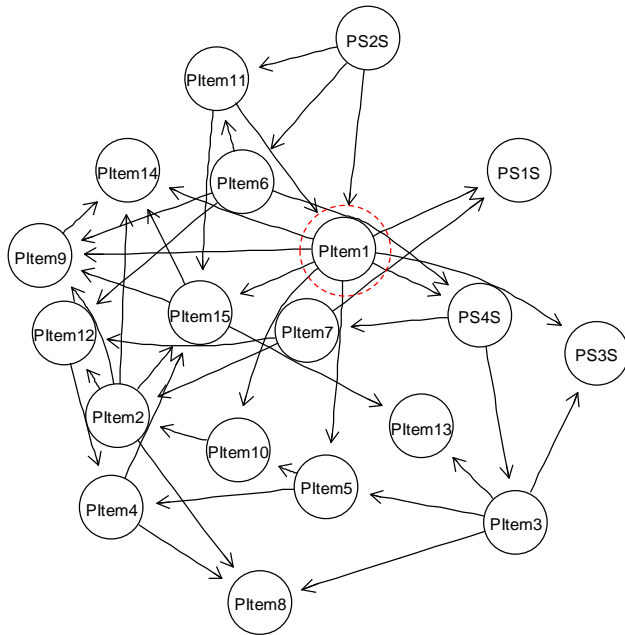 PS2S
PItem11
PItem14
PItem6
PS1S
PItem9
PItem1
PItem15
PS4S
PItem12
PItem7
PS3S
PItem2
PItem13
PItem10
PItem5
PItem4
PItem3
PItem8